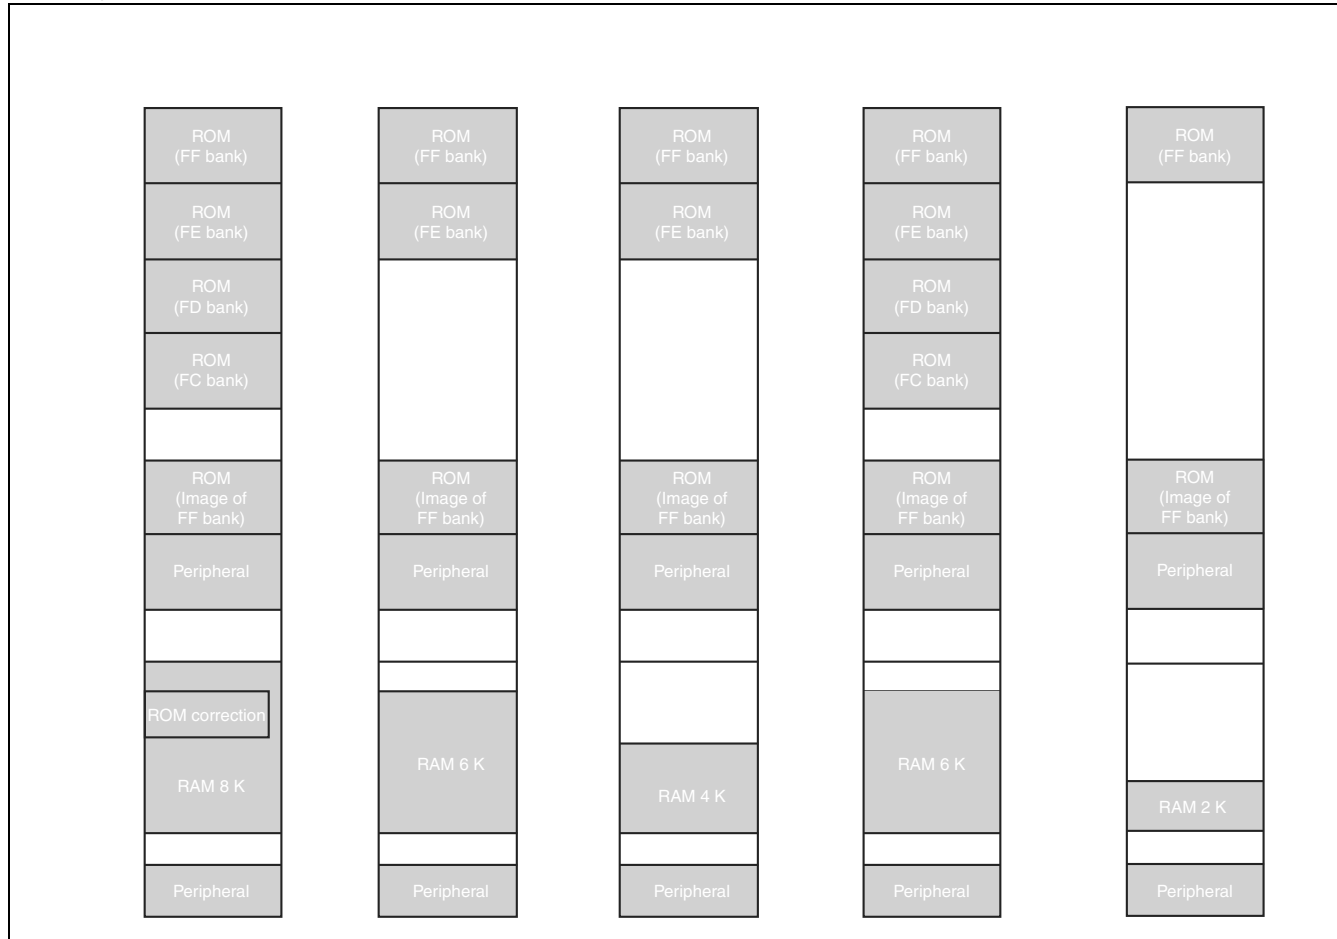 ROM
(FF bank)
ROM
(FE bank)
ROM
(FD bank)
ROM
(FC bank)
ROM
(Image of
FF bank)
Peripheral
ROM correction
RAM 8 K
Peripheral
ROM
(FF bank)
ROM
(FE bank)
ROM
(Image of
FF bank)
Peripheral
RAM 6 K
Peripheral
ROM
(FF bank)
ROM
(FE bank)
ROM
(Image of
FF bank)
Peripheral
RAM 4 K
Peripheral
ROM
(FF bank)
ROM
(FE bank)
ROM
(FD bank)
ROM
(FC bank)
ROM
(Image of
FF bank)
Peripheral
RAM 6 K
Peripheral
ROM
(FF bank)
ROM
(Image of
FF bank)
Peripheral
RAM 2 K
Peripheral